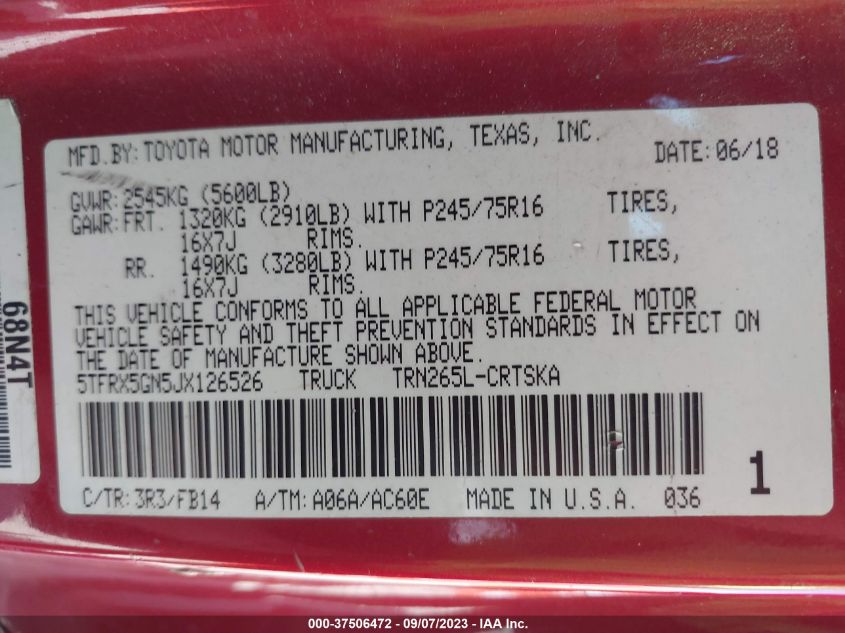 MFD.BY:TOYOTA MOTOR MANUFACTURING, TEXAS, INC.
DATE:06/18
GVWR:2545KG (5600LB)
GAWR:FRT. 1320KG (2910LB) WITH P245/75R16 TIRES,
16X7J RIMS.
RR. 1490KG (3280LB) WITH P245/75R16 TIRES,
16X7J RIMS.
THIS VEHICLE CONFORMS TO ALL APPLICABLE FEDERAL MOTOR
VEHICLE SAFETY AND THEFT PREVENTION STANDARDS IN EFFECT ON
THE DATE OF MANUFACTURE SHOWN ABOVE.
5TFRX5GN5JX126526 TRUCK TRN265L-CRTSKA
C/TR:3R3/FB14 A/TM:A06A/AC60E MADE IN U.S.A. 036
1
68N4T
000-37506472 - 09/07/2023 - IAA Inc.